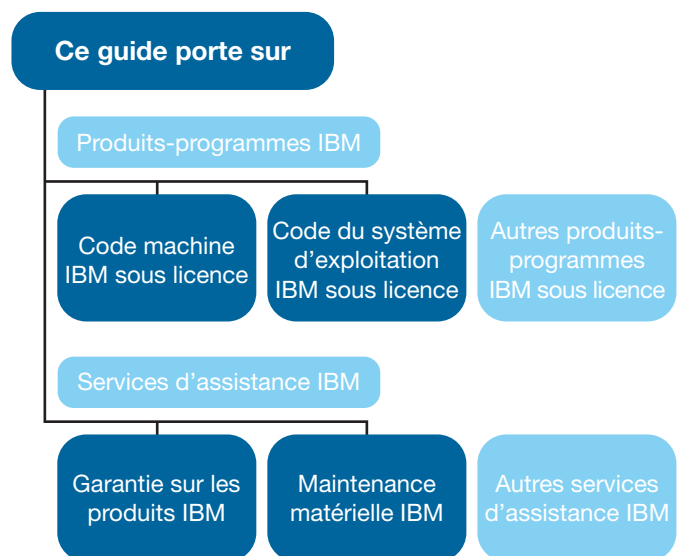 Ce guide porte sur
Produits-programmes IBM
Code machine
IBM sous licence
Code du système
d’exploitation
IBM sous licence
Autres produits-
programmes
IBM sous licence
Services d’assistance IBM
Garantie sur les
produits IBM
Maintenance
matérielle IBM
Autres services
d’assistance IBM